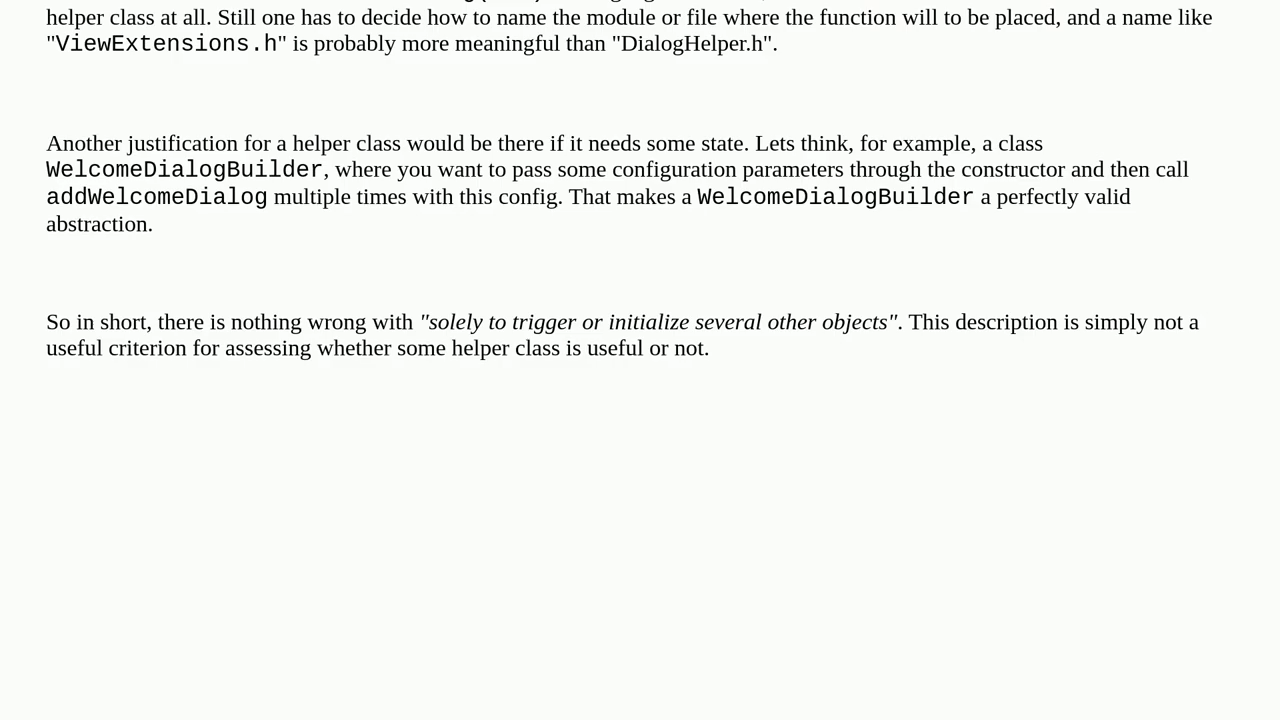 helper class at all. Still one has to decide how to name the module or file where the function will to be placed, and a name like
"ViewExtensions.h" is probably more meaningful than "DialogHelper.h".
Another justification for a helper class would be there if it needs some state. Lets think, for example, a class
WelcomeDialogBuilder, where you want to pass some configuration parameters through the constructor and then call
addWelcomeDialog multiple times with this config. That makes a WelcomeDialogBuilder a perfectly valid
abstraction.
So in short, there is nothing wrong with "solely to trigger or initialize several other objects". This description is simply not a
useful criterion for assessing whether some helper class is useful or not.